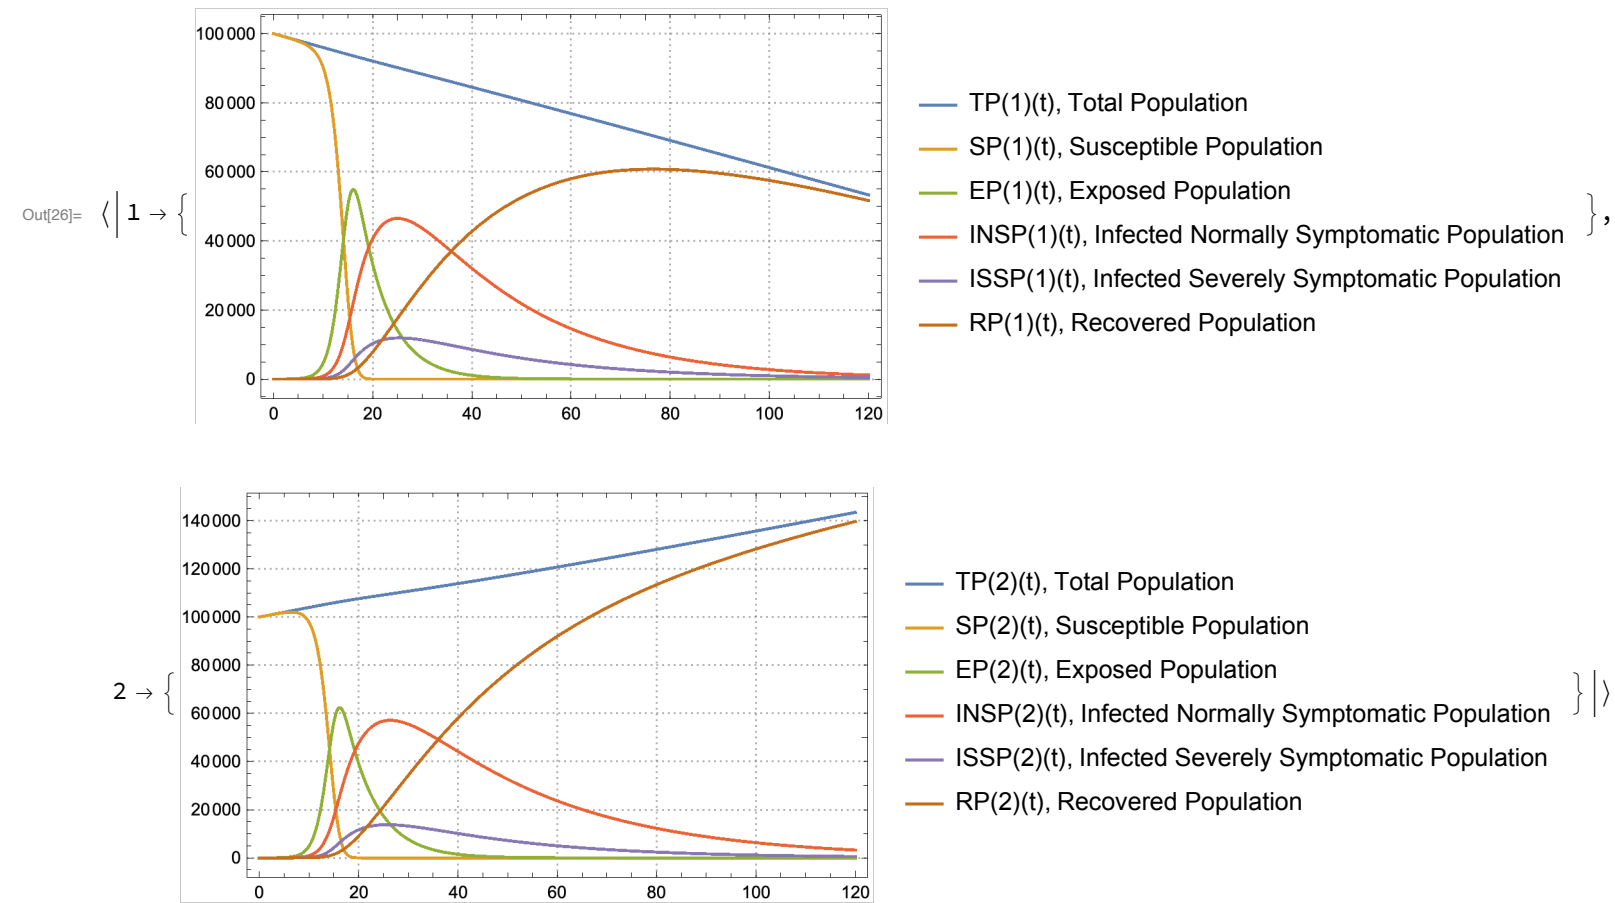 100 000
80 000
60 000
40 000
20 000
0
0 20 40 60 80 100 120
Out[26]= 〈| 1 → {
TP(1)(t), Total Population
SP(1)(t), Susceptible Population
EP(1)(t), Exposed Population
INSP(1)(t), Infected Normally Symptomatic Population
ISSP(1)(t), Infected Severely Symptomatic Population
RP(1)(t), Recovered Population
},
140 000
120 000
100 000
80 000
60 000
40 000
20 000
0
0 20 40 60 80 100 120
2 → {
TP(2)(t), Total Population
SP(2)(t), Susceptible Population
EP(2)(t), Exposed Population
INSP(2)(t), Infected Normally Symptomatic Population
ISSP(2)(t), Infected Severely Symptomatic Population
RP(2)(t), Recovered Population
}|〉